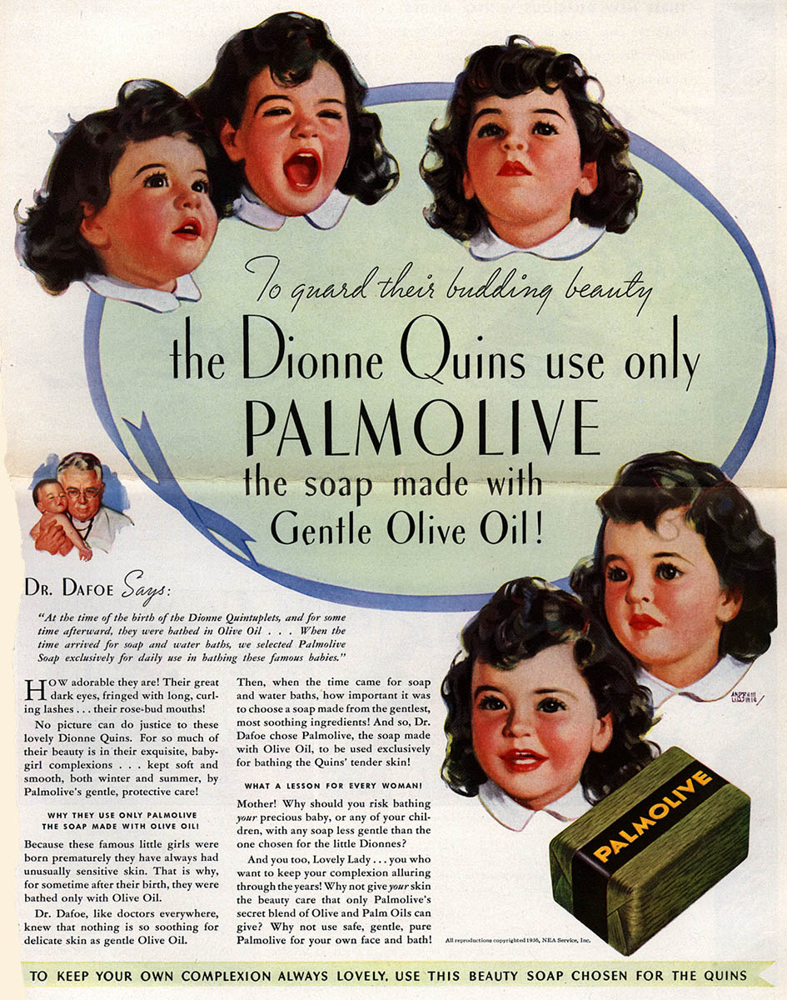 To guard their budding beauty
the Dionne Quins use only
PALMOLIVE
the soap made with
Gentle Olive Oil!
DR. DAFOE Says:
"At the time of the birth of the Dionne Quintuplets, and for some
time afterward, they were bathed in Olive Oil . . . When the
time arrived for soap and water baths, we selected Palmolive
Soap exclusively for daily use in bathing these famous babies."
HOW adorable they are! Their great
dark eyes, fringed with long, curl-
ing lashes . . . their rose-bud mouths!
No picture can do justice to these
lovely Dionne Quins. For so much of
their beauty is in their exquisite, baby-
girl complexions . . . kept soft and
smooth, both winter and summer, by
Palmolive's gentle, protective care!
WHY THEY USE ONLY PALMOLIVE
THE SOAP MADE WITH OLIVE OIL!
Because these famous little girls were
born prematurely they have always had
unusually sensitive skin. That is why,
for sometime after their birth, they were
bathed only with Olive Oil.
Dr. Dafoe, like doctors everywhere,
knew that nothing is so soothing for
delicate skin as gentle Olive Oil.
Then, when the time came for soap
and water baths, how important it was
to choose a soap made from the gentlest,
most soothing ingredients! And so, Dr.
Dafoe chose Palmolive, the soap made
with Olive Oil, to be used exclusively
for bathing the Quins' tender skin!
WHAT A LESSON FOR EVERY WOMAN!
Mother! Why should you risk bathing
your precious baby, or any of your chil-
dren, with any soap less gentle than the
one chosen for the little Dionnes?
And you too, Lovely Lady . . . you who
want to keep your complexion alluring
through the years! Why not give your skin
the beauty care that only Palmolive's
secret blend of Olive and Palm Oils can
give? Why not use safe, gentle, pure
Palmolive for your own face and bath!
PALMOLIVE
All reproductions copyrighted 1936, NEA Service, Inc.
TO KEEP YOUR OWN COMPLEXION ALWAYS LOVELY, USE THIS BEAUTY SOAP CHOSEN FOR THE QUINS